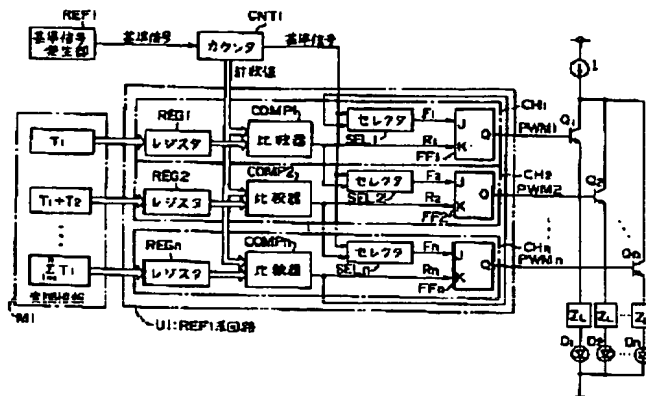 REF1
CNT1
基準信号
発生部
基準信号
カウンタ
基準信号
計数値
CH1
REG1
COMP1
セレクタ
F1
J
Q
PWM1
Q1
I
T1
レジスタ
比較器
SEL1
R1
K
FF1
CH2
REG2
COMP2
セレクタ
F2
J
Q
PWM2
Q2
T1+T2
レジスタ
比較器
SEL2
R2
K
FF2
REGn
COMPn
セレクタ
Fn
J
Q
CHn
PWMn
Qn
レジスタ
比較器
SELn
Rn
K
FFn
M1
ZL
ZL
D1
D2
Dn